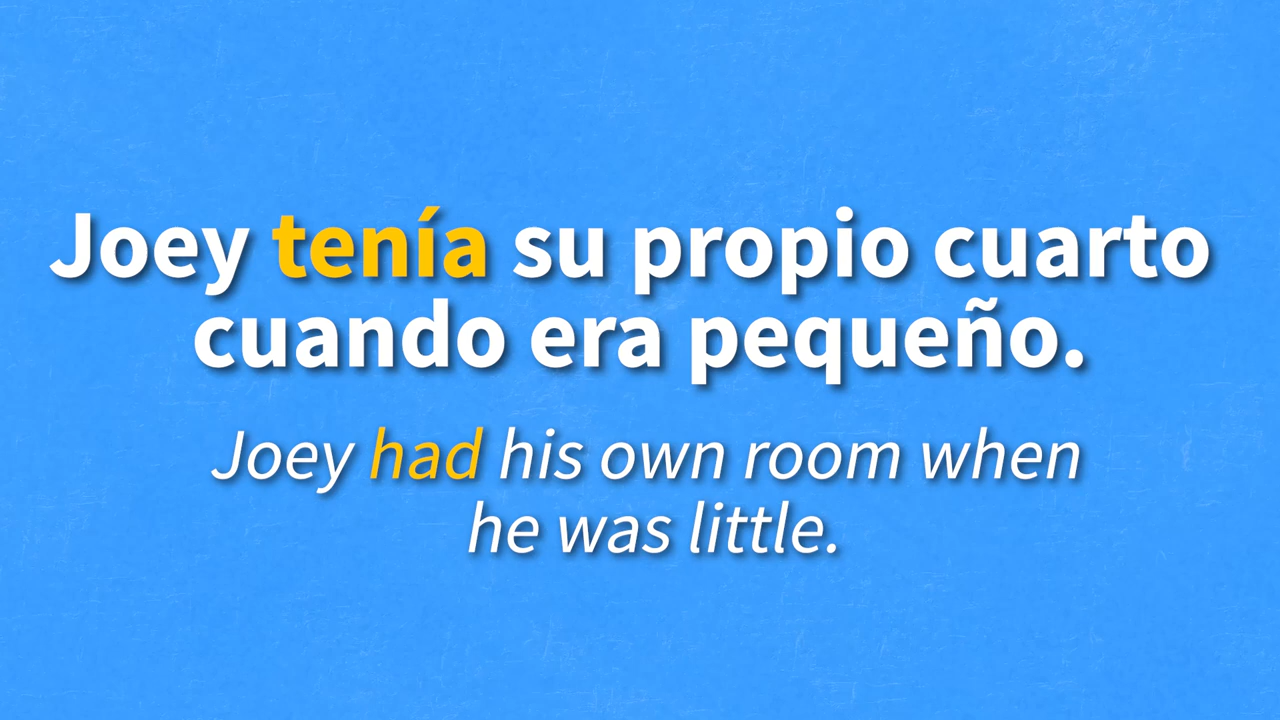 Joey tenía su propio cuarto
cuando era pequeño.
Joey had his own room when
he was little.